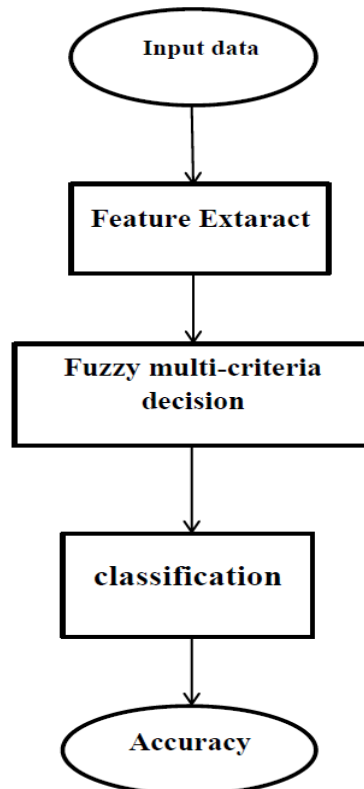 Input data
Feature Extaract
Fuzzy multi-criteria
decision
classification
Accuracy